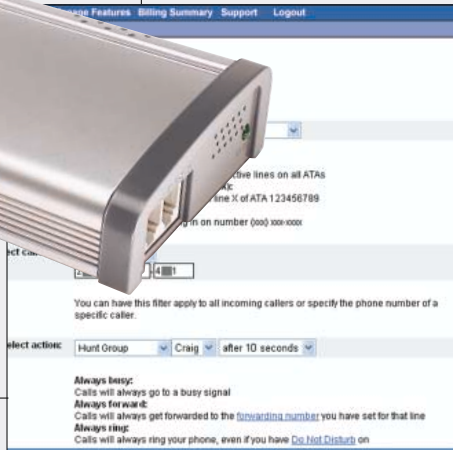 Features Billing Summary Support Logout
lines on all ATAs
line X of ATA 123456789
in on number (xxx) xxx-xxxx
You can have this filter apply to all incoming callers or specify the phone number of a
specific caller.
elect action: Hunt Group Craig after 10 seconds
Always busy:
Calls will always go to a busy signal
Always forward:
Calls will always get forwarded to the forwarding number you have set for that line
Always ring:
Calls will always ring your phone, even if you have Do Not Disturb on